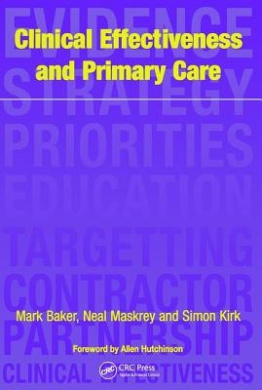 EVIDENCE
Clinical Effectiveness
STRATEGY
and Primary Care
PRIORITIES
EDUCATION
TARGETTING
CONTRACTOR
Mark Baker, Neal Maskrey and Simon Kirk
PARTNERSHIP
Foreword by Allen Hutchinson
CRC Press
CLINICAL EFFECTIVENESS